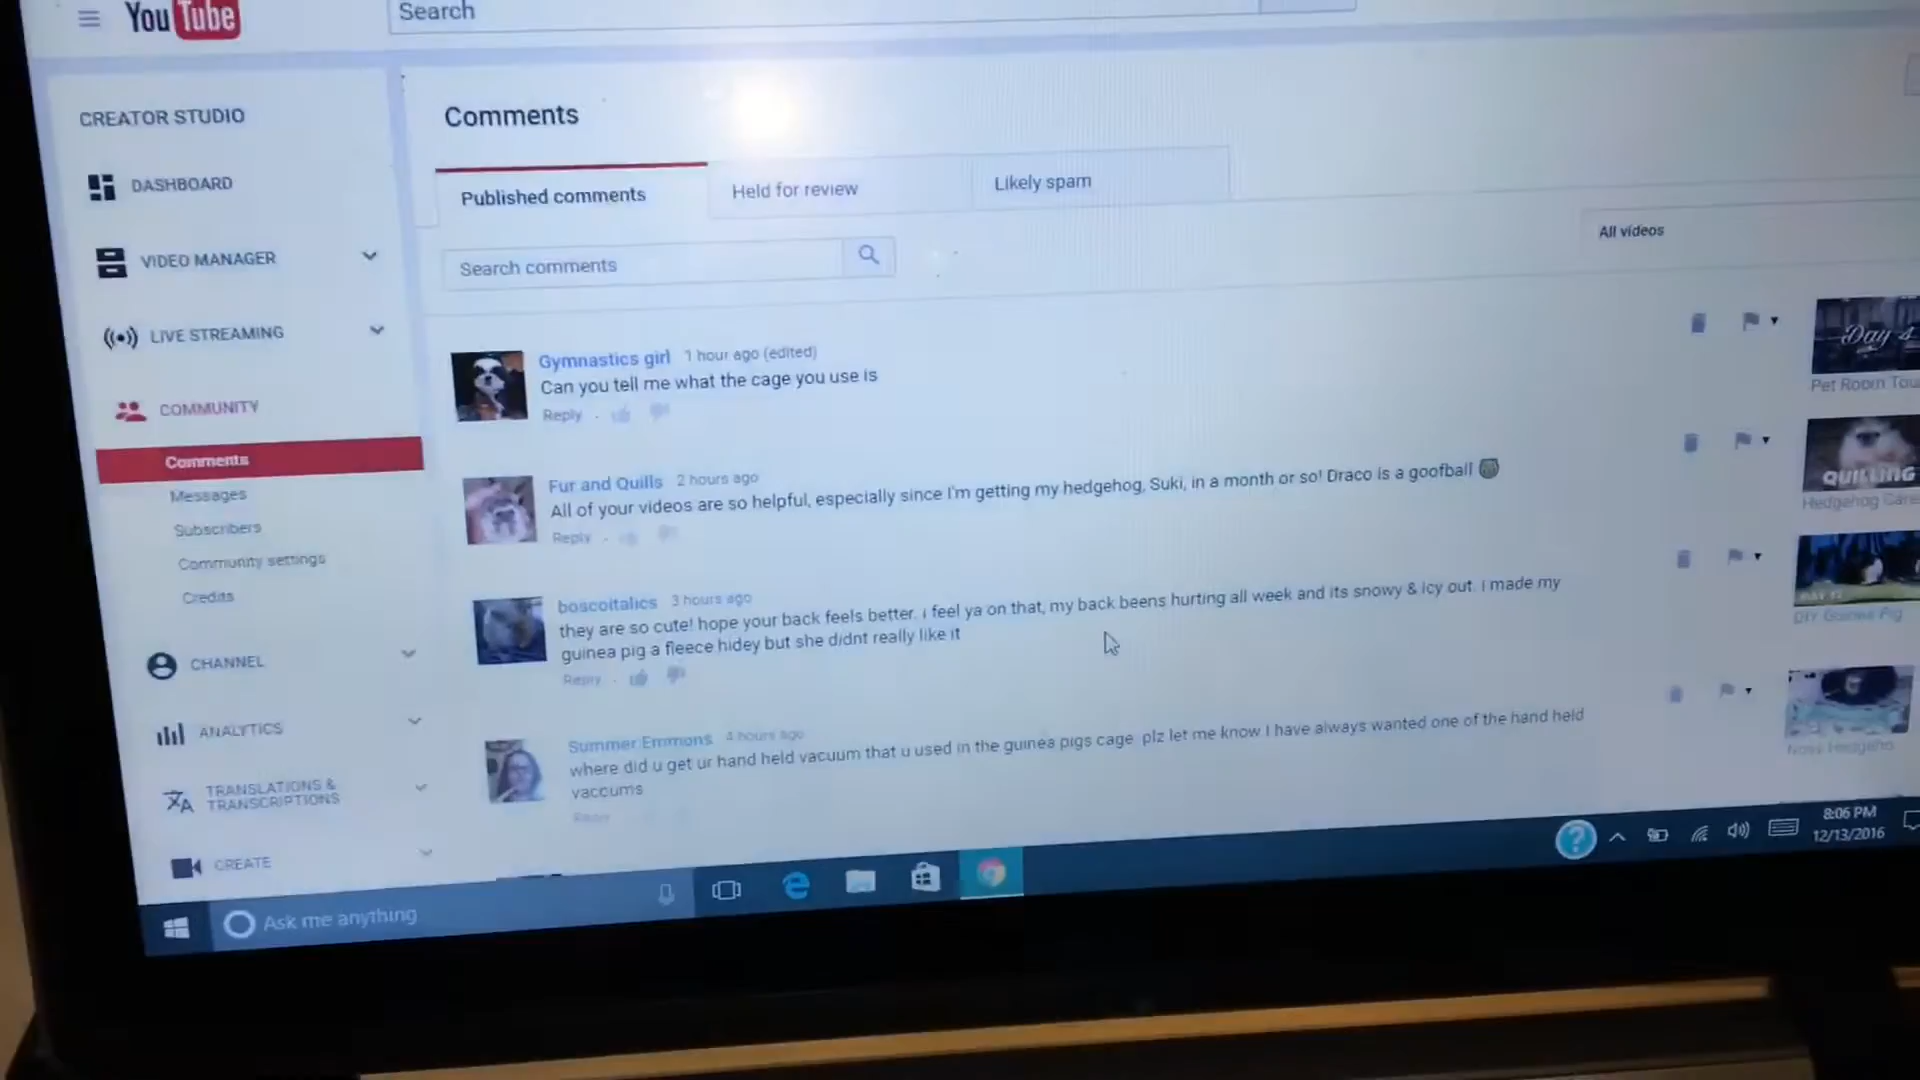 YouTube
Search
CREATOR STUDIO
DASHBOARD
VIDEO MANAGER
LIVE STREAMING
COMMUNITY
Comments
Messages
Subscribers
Community settings
Credits
CHANNEL
ANALYTICS
TRANSLATIONS &
TRANSCRIPTIONS
CREATE
Comments
Published comments
Held for review
Likely spam
Search comments
All videos
Gymnastics girl 1 hour ago (edited)
Can you tell me what the cage you use is
Reply
Day 4
Pet Room Tou
Fur and Quills 2 hours ago
All of your videos are so helpful, especially since I'm getting my hedgehog, Suki, in a month or so! Draco is a goofball
Reply
QUILLING
Hedgehog Care
boscoitalics 3 hours ago
they are so cute! hope your back feels better. i feel ya on that, my back beens hurting all week and its snowy & icy out. i made my
guinea pig a fleece hidey but she didnt really like it
Reply
DIY Guinea Pig
Summer Emmons 4 hours ago
where did u get ur hand held vacuum that u used in the guinea pigs cage plz let me know I have always wanted one of the hand held
vaccums
Reply
Ask me anything
8:06 PM
12/13/2016